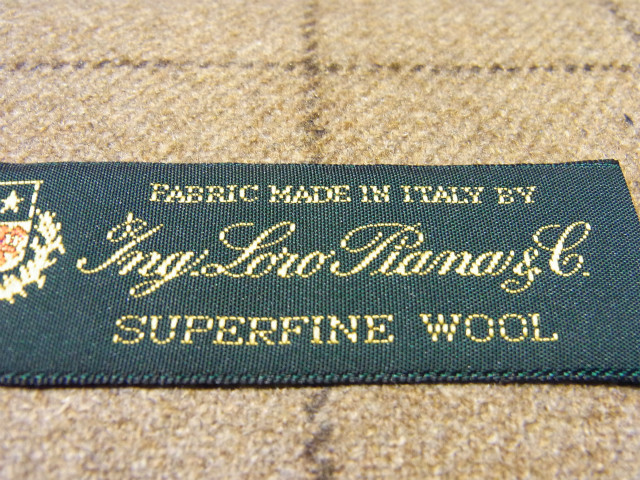 FABRIC MADE IN ITALY BY
Ing. Loro Piana & C.
SUPERFINE WOOL